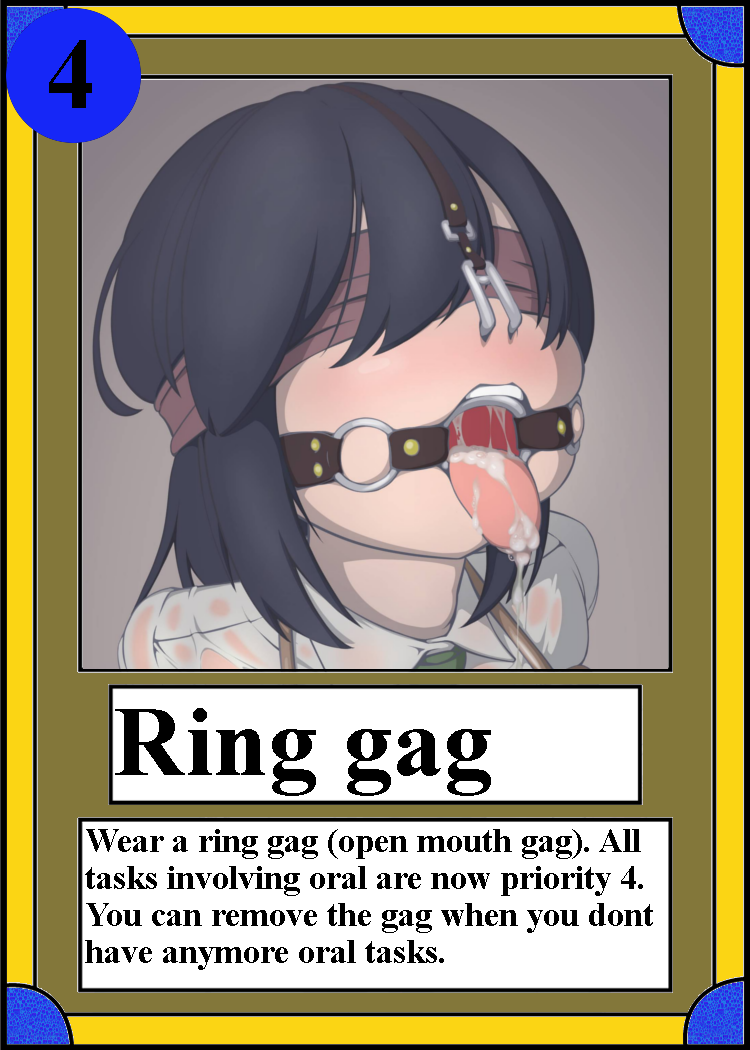 4
Ring gag
Wear a ring gag (open mouth gag). All
tasks involving oral are now priority 4.
You can remove the gag when you dont
have anymore oral tasks.